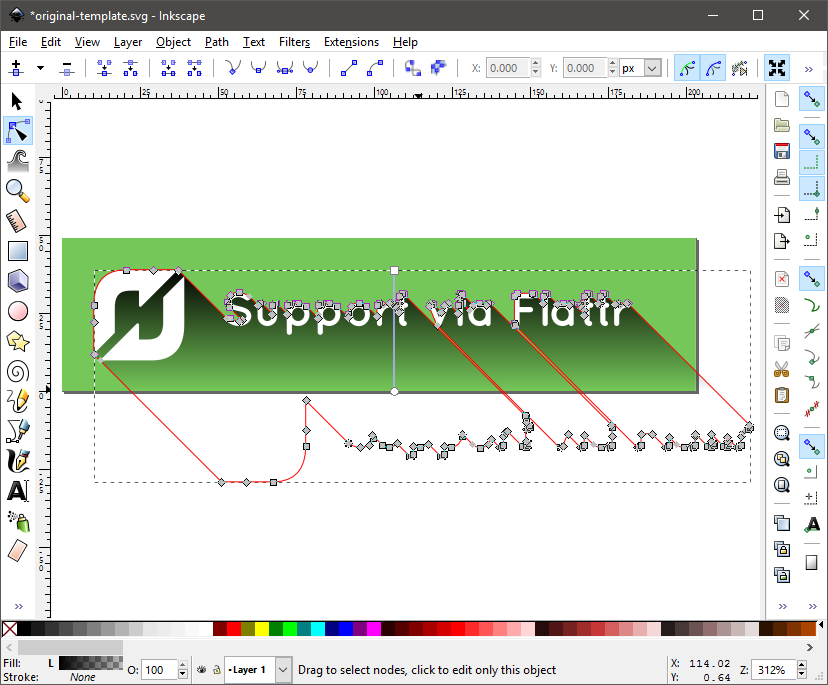 *original-template.svg - Inkscape
File Edit View Layer Object Path Text Filters Extensions Help
X: 0.000 Y: 0.000 px
0 25 50 75 100 125 150 175 200
Support via Flattr
Fill: L O: 100 •Layer 1 Drag to select nodes, click to edit only this object X: 114.02 Z: 312%
Stroke: None Y: 0.64